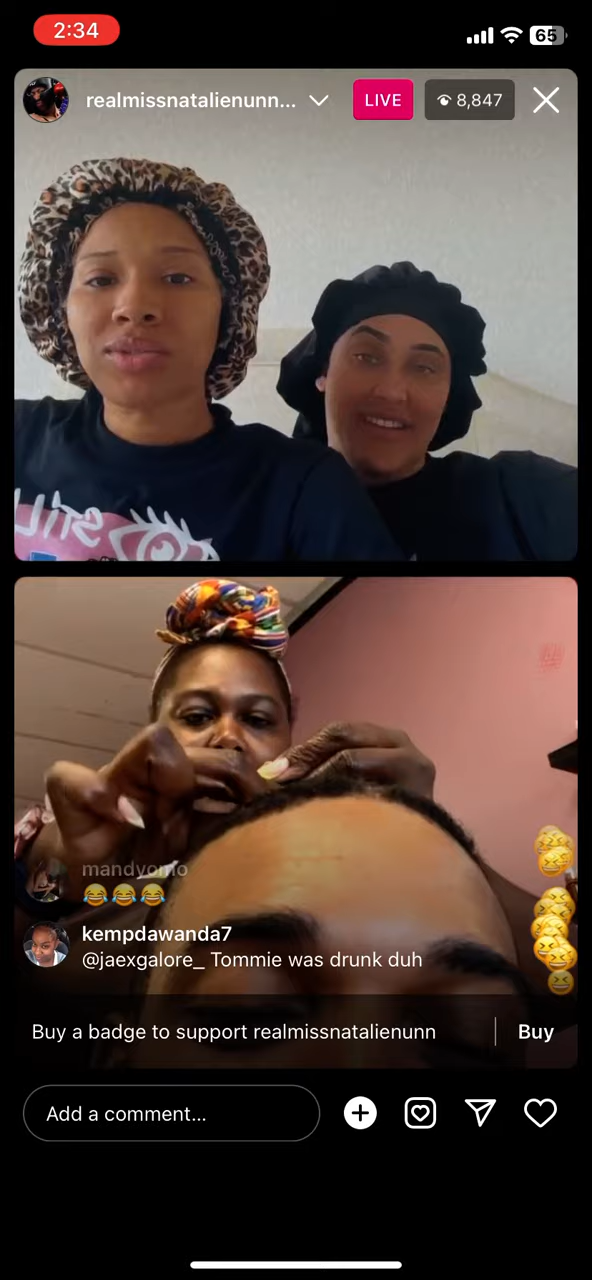 2:34
65
realmissnatalienunn...
LIVE
8,847
STIL
mandyomo
😂😂😂
kempdawanda7
@jaexgalore_ Tommie was drunk duh
Buy a badge to support realmissnatalienunn
Buy
Add a comment...